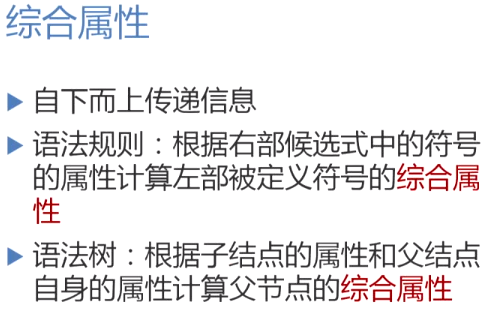 综合属性
自下而上传递信息
语法规则：根据右部候选式中的符号
的属性计算左部被定义符号的综合属
性
语法树：根据子结点的属性和父结点
自身的属性计算父节点的综合属性